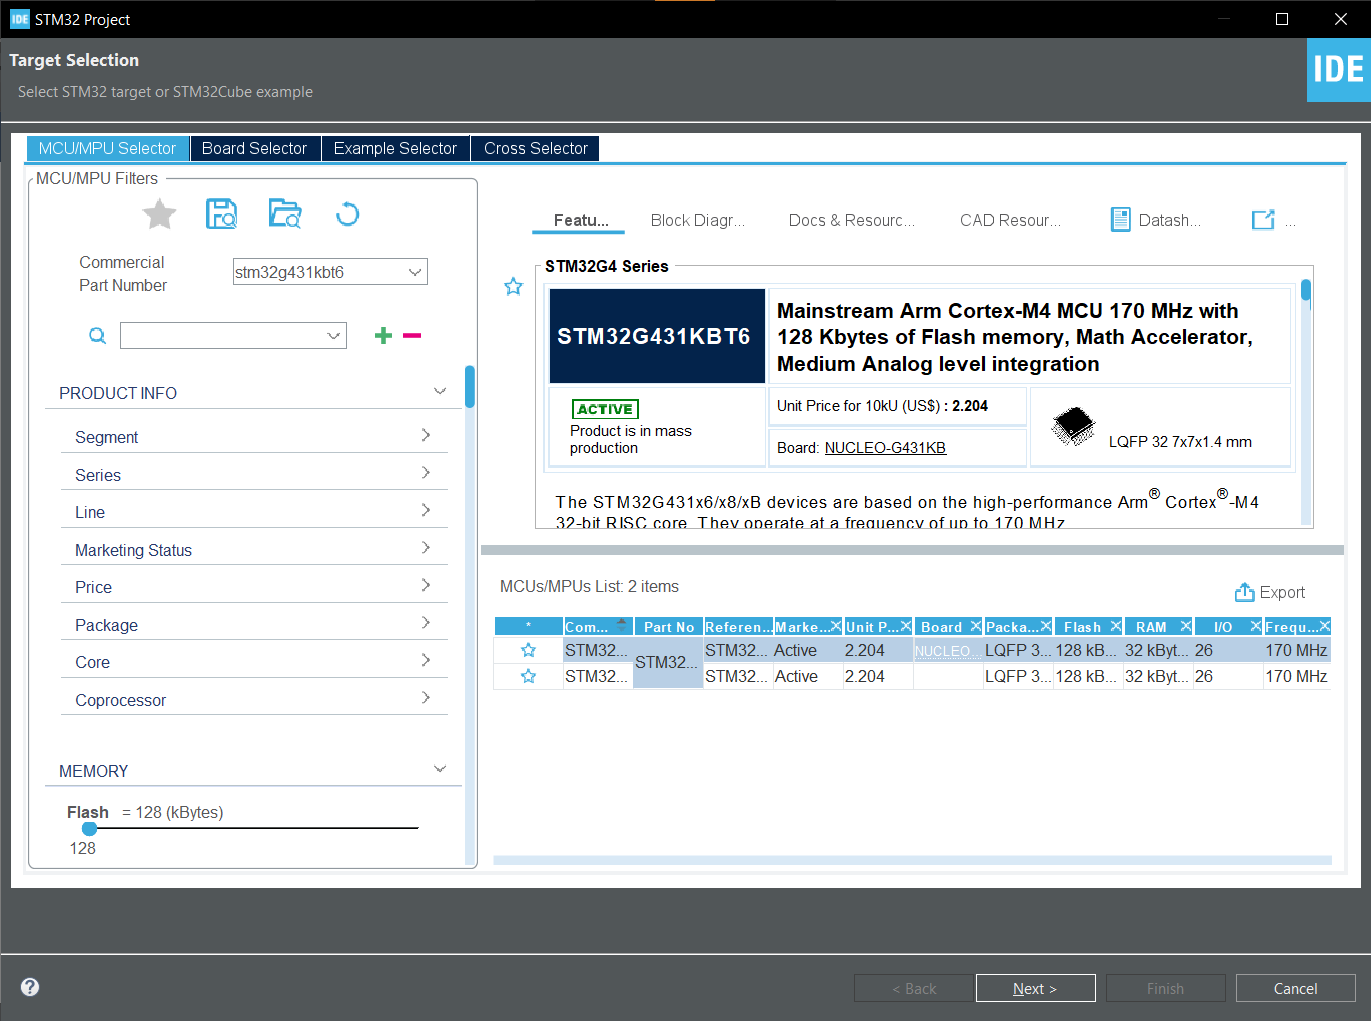 IDE STM32 Project
Target Selection
Select STM32 target or STM32Cube example
IDE
MCU/MPU Selector Board Selector Example Selector Cross Selector
MCU/MPU Filters
Commercial
Part Number
stm32g431kbt6
PRODUCT INFO
Segment
Series
Line
Marketing Status
Price
Package
Core
Coprocessor
MEMORY
Flash = 128 (kBytes)
128
Featu... Block Diagr... Docs & Resourc... CAD Resour... Datash... ...
STM32G4 Series
STM32G431KBT6
Mainstream Arm Cortex-M4 MCU 170 MHz with
128 Kbytes of Flash memory, Math Accelerator,
Medium Analog level integration
ACTIVE
Product is in mass
production
Unit Price for 10kU (US$) : 2.204
Board: NUCLEO-G431KB
LQFP 32 7x7x1.4 mm
The STM32G431x6/x8/xB devices are based on the high-performance Arm® Cortex®-M4
32-bit RISC core. They operate at a frequency of up to 170 MHz
MCUs/MPUs List: 2 items
Export
* Com... Part No Referen... Marke... Unit P... Board Packa... Flash RAM I/O Frequ...
STM32... STM32... STM32... Active 2.204 NUCLEO... LQFP 3... 128 kB... 32 kByt... 26 170 MHz
STM32... STM32... Active 2.204 LQFP 3... 128 kB... 32 kByt... 26 170 MHz
? < Back Next > Finish Cancel